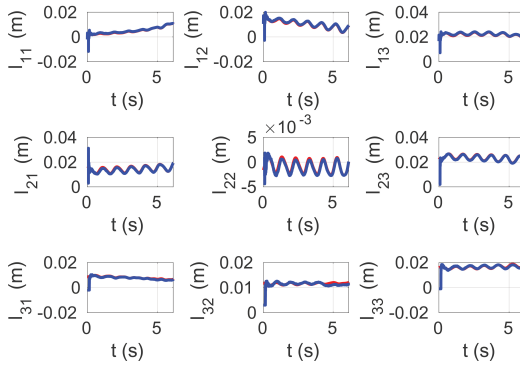 0.02 0.02 0.04
l11 (m) 0 l12 (m) 0 l13 (m) 0.02
-0.02 -0.02 0
0 5 0 5 0 5
t (s) t (s) t (s)
×10-3
0.04 5 0.04
l21 (m) 0.02 l22 (m) 0 l23 (m) 0.02
0 -5 0
0 5 0 5 0 5
t (s) t (s) t (s)
0.02 0.02 0.02
l31 (m) 0 l32 (m) 0.01 l33 (m) 0
-0.02 0 -0.02
0 5 0 5 0 5
t (s) t (s) t (s)